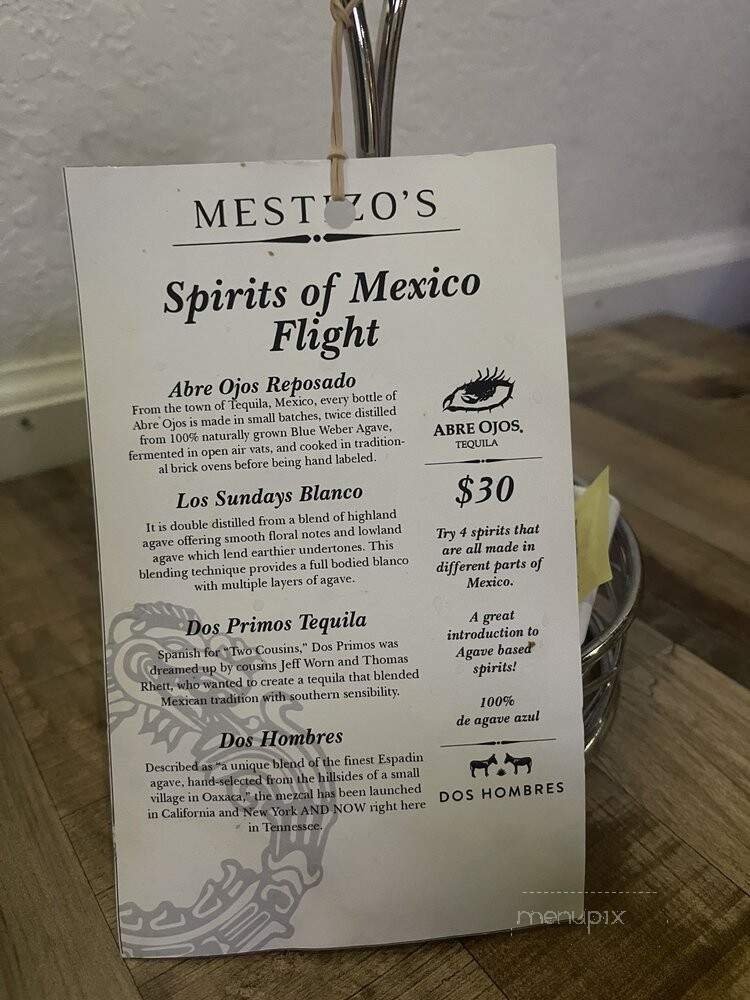 MESTIZO'S
Spirits of Mexico
Flight
Abre Ojos Reposado
From the town of Tequila, Mexico, every bottle of
Abre Ojos is made in small batches, twice distilled
from 100% naturally grown Blue Weber Agave,
fermented in open air vats, and cooked in tradition-
al brick ovens before being hand labeled.
Los Sundays Blanco
It is double distilled from a blend of highland
agave offering smooth floral notes and lowland
agave which lend earthier undertones. This
blending technique provides a full bodied blanco
with multiple layers of agave.
Dos Primos Tequila
Spanish for "Two Cousins," Dos Primos was
dreamed up by cousins Jeff Worn and Thomas
Rhett, who wanted to create a tequila that blended
Mexican tradition with southern sensibility.
Dos Hombres
Described as "a unique blend of the finest Espadin
agave, hand-selected from the hillsides of a small
village in Oaxaca," the mezcal has been launched
in California and New York AND NOW right here
in Tennessee.
ABRE OJOS.
TEQUILA
$30
Try 4 spirits that
are all made in
different parts of
Mexico.
A great
introduction to
Agave based
spirits!
100%
de agave azul
DOS HOMBRES
menupix